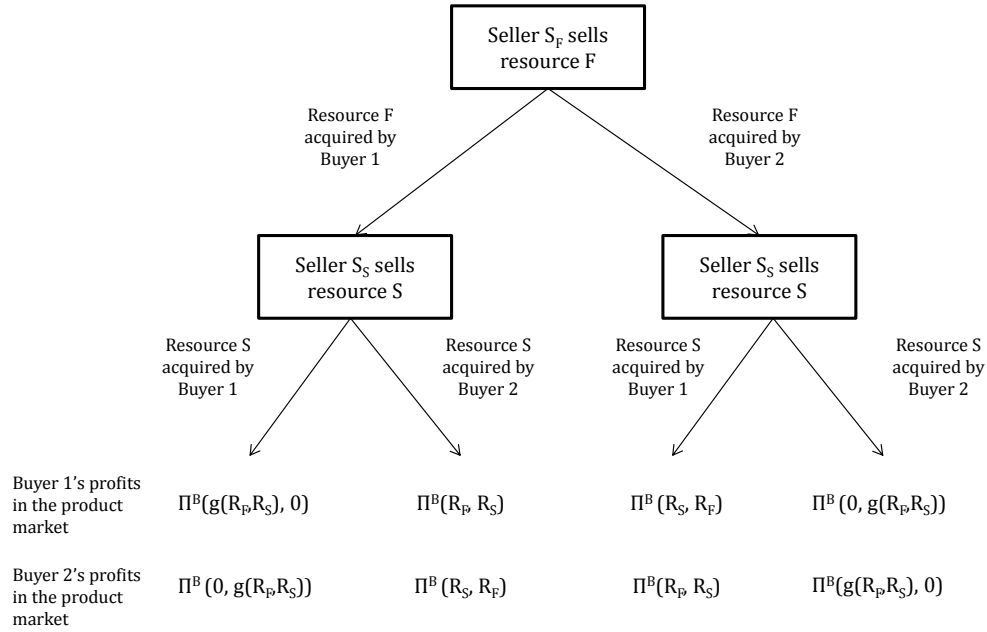 Seller S_F sells
resource F
Resource F
acquired by
Buyer 1
Resource F
acquired by
Buyer 2
Seller S_S sells
resource S
Seller S_S sells
resource S
Resource S
acquired by
Buyer 1
Resource S
acquired by
Buyer 2
Resource S
acquired by
Buyer 1
Resource S
acquired by
Buyer 2
Buyer 1’s profits
in the product
market
Π^B(g(R_F,R_S), 0)
Π^B(R_F, R_S)
Π^B (R_S, R_F)
Π^B (0, g(R_F,R_S))
Buyer 2’s profits
in the product
market
Π^B (0, g(R_F,R_S))
Π^B (R_S, R_F)
Π^B(R_F, R_S)
Π^B(g(R_F,R_S), 0)